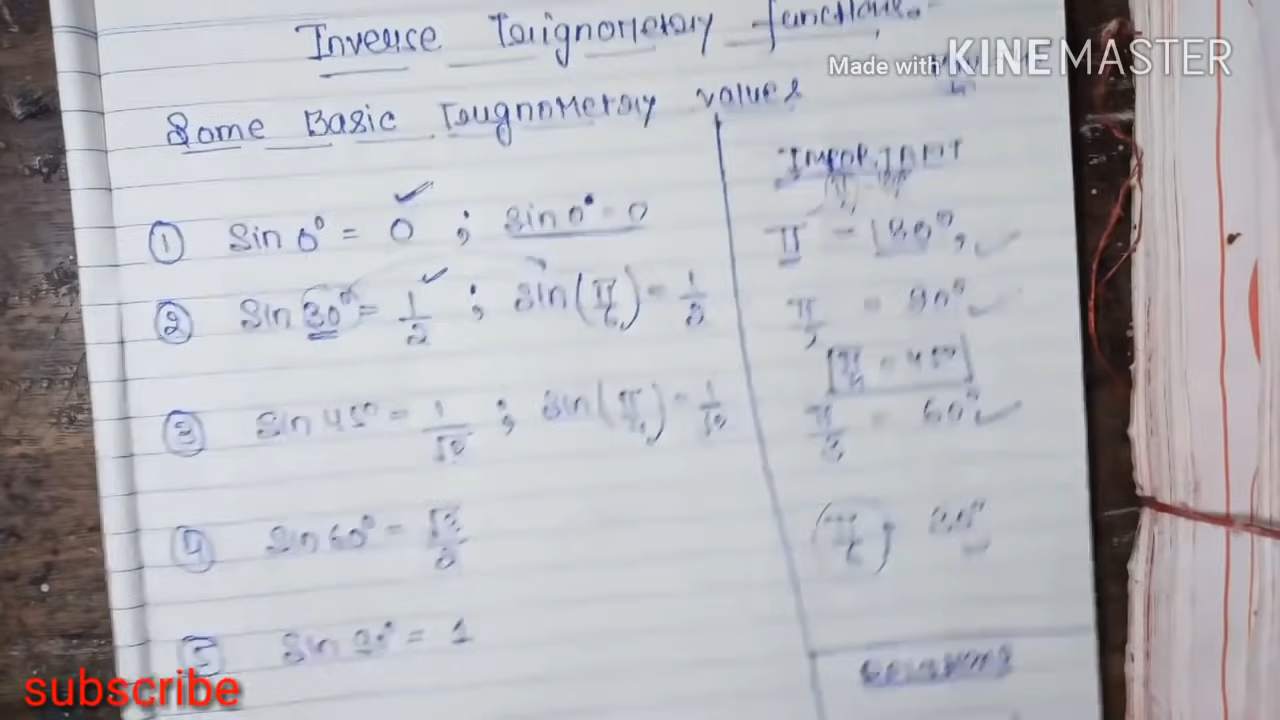 Inverse Trignometry functions.
Made with KINEMASTER
Some Basic Trignometry values
① Sin 0° = 0 ; sin 0° = 0
② Sin 30° = 1/2 ; sin(π/6) = 1/2
③ Sin 45° = 1/√2 ; sin(π/4) = 1/√2
④ Sin 60° = √3/2
⑤ Sin 90° = 1
IMPORTANT
π = 180°,
π/2 = 90°
[π/4 = 45°]
π/3 = 60°
(π/6) 30°
subscribe